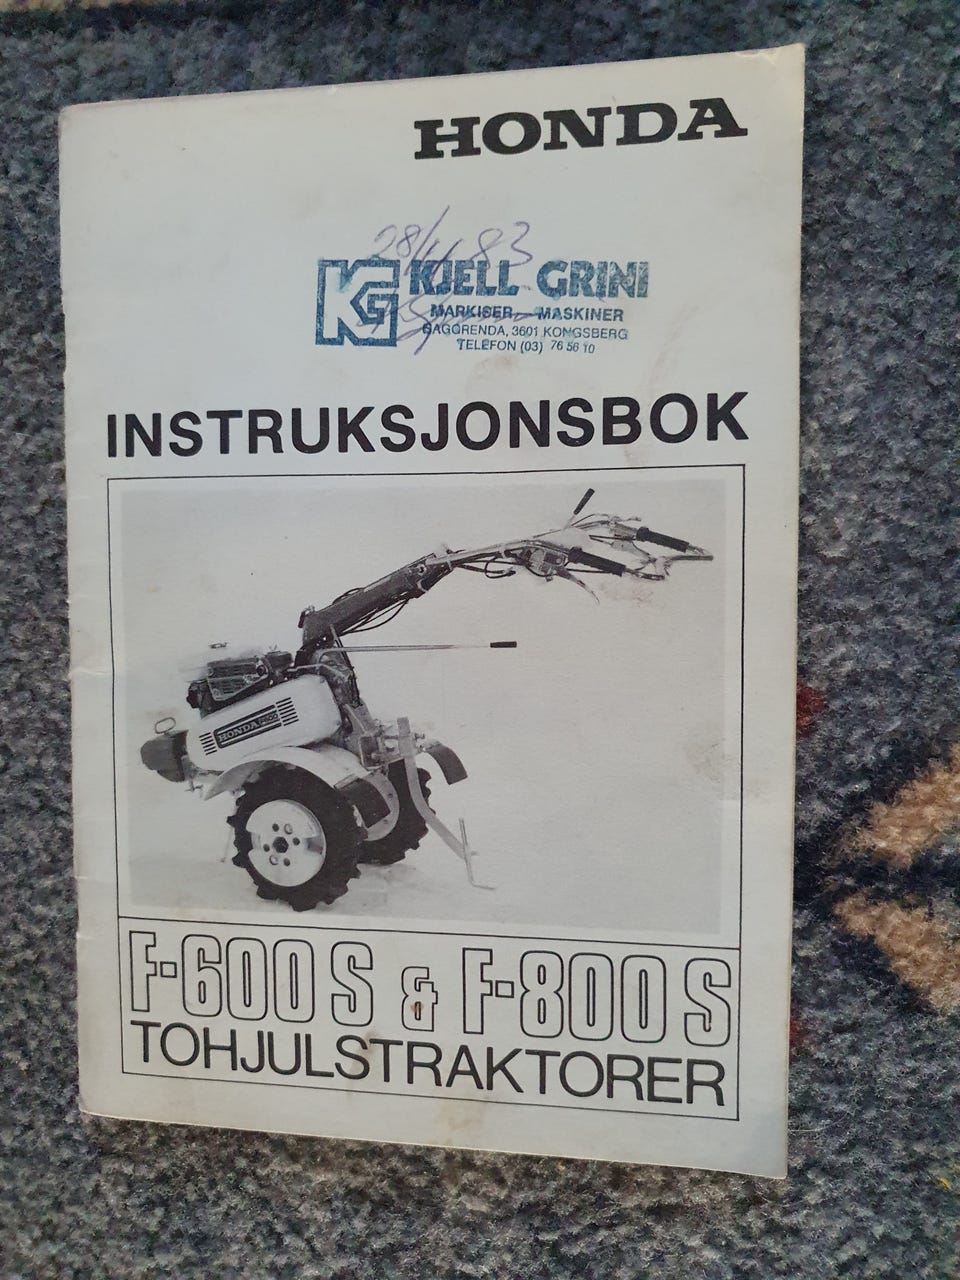 HONDA
28/4 83
KG KJELL GRINI
MARKISER – MASKINER
SAGGRENDA, 3601 KONGSBERG
TELEFON (03) 76 56 10
INSTRUKSJONSBOK
HONDA
F-600 S & F-800 S
TOHJULSTRAKTORER